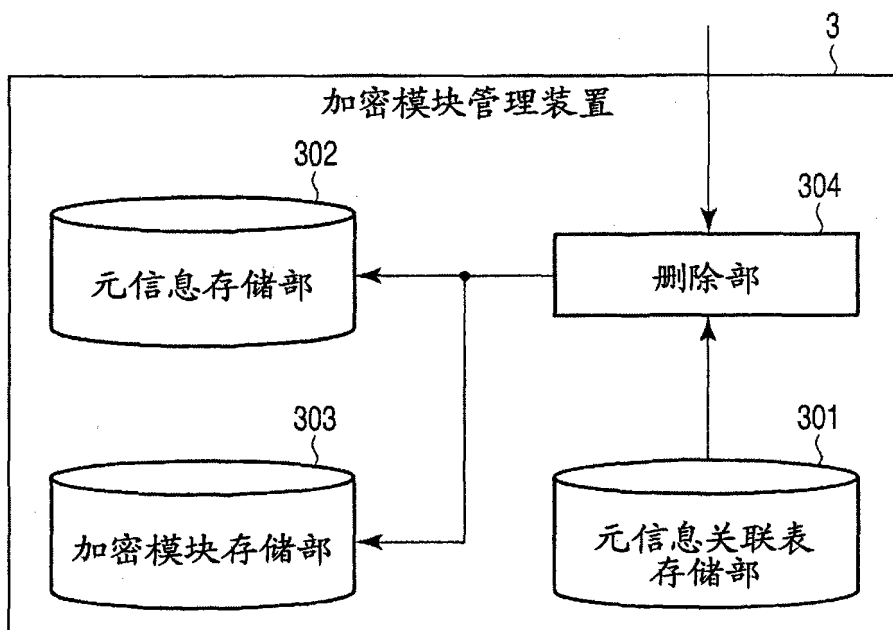 3
加密模块管理装置
302
304
元信息存储部
删除部
303
301
加密模块存储部
元信息关联表
存储部